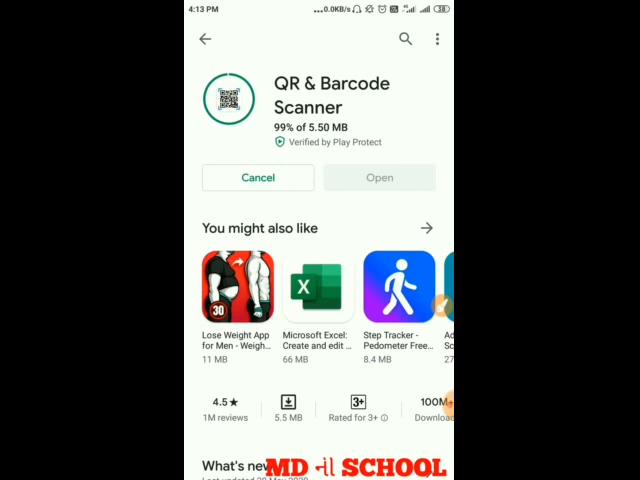 4:13 PM
...0.0KB/s
38
QR & Barcode
Scanner
99% of 5.50 MB
Verified by Play Protect
Cancel
Open
You might also like
30
X
Lose Weight App
for Men - Weigh...
11 MB
Microsoft Excel:
Create and edit ...
66 MB
Step Tracker -
Pedometer Free...
8.4 MB
4.5★
1M reviews
5.5 MB
3+
Rated for 3+
100M+
What's new
MD ની SCHOOL